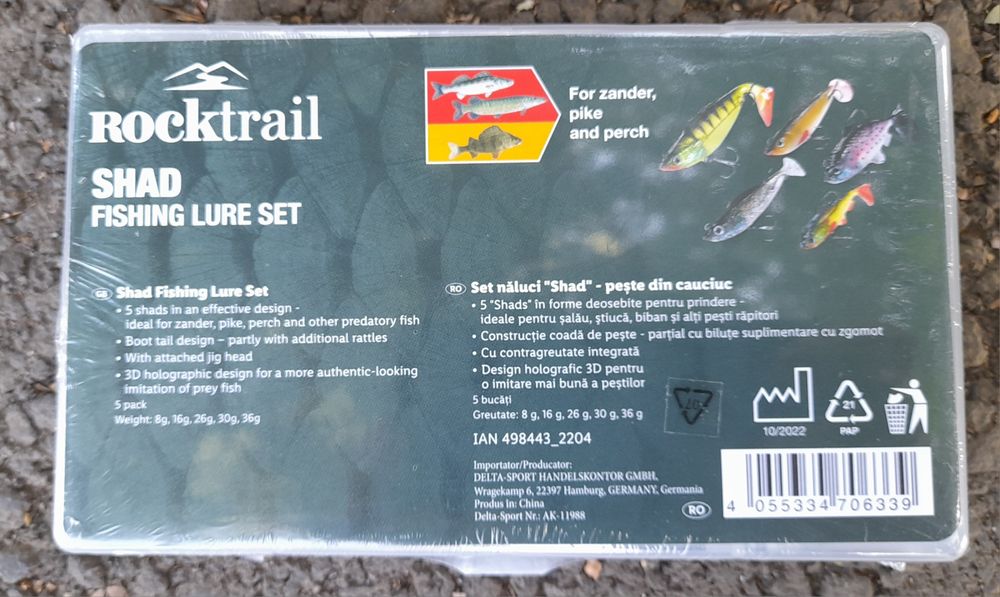 Rocktrail
SHAD
FISHING LURE SET
For zander,
pike
and perch
GB Shad Fishing Lure Set
• 5 shads in an effective design -
ideal for zander, pike, perch and other predatory fish
• Boot tail design – partly with additional rattles
• With attached jig head
• 3D holographic design for a more authentic-looking
imitation of prey fish
5 pack
Weight: 8g, 16g, 26g, 30g, 36g
RO Set năluci "Shad" - pește din cauciuc
• 5 "Shads" în forme deosebite pentru prindere -
ideale pentru șalău, știucă, biban și alți pești răpitori
• Construcție coadă de pește - parțial cu biluțe suplimentare cu zgomot
• Cu contragreutate integrată
• Design holografic 3D pentru
o imitare mai bună a peștilor
5 bucăți
Greutate: 8 g, 16 g, 26 g, 30 g, 36 g
IAN 498443_2204
Importator/Producator:
DELTA-SPORT HANDELSKONTOR GMBH,
Wragekamp 6, 22397 Hamburg, GERMANY, Germania
Produs in: China
Delta-Sport Nr.: AK-11988
RO
07
10/2022
21
PAP
4 055334 706339